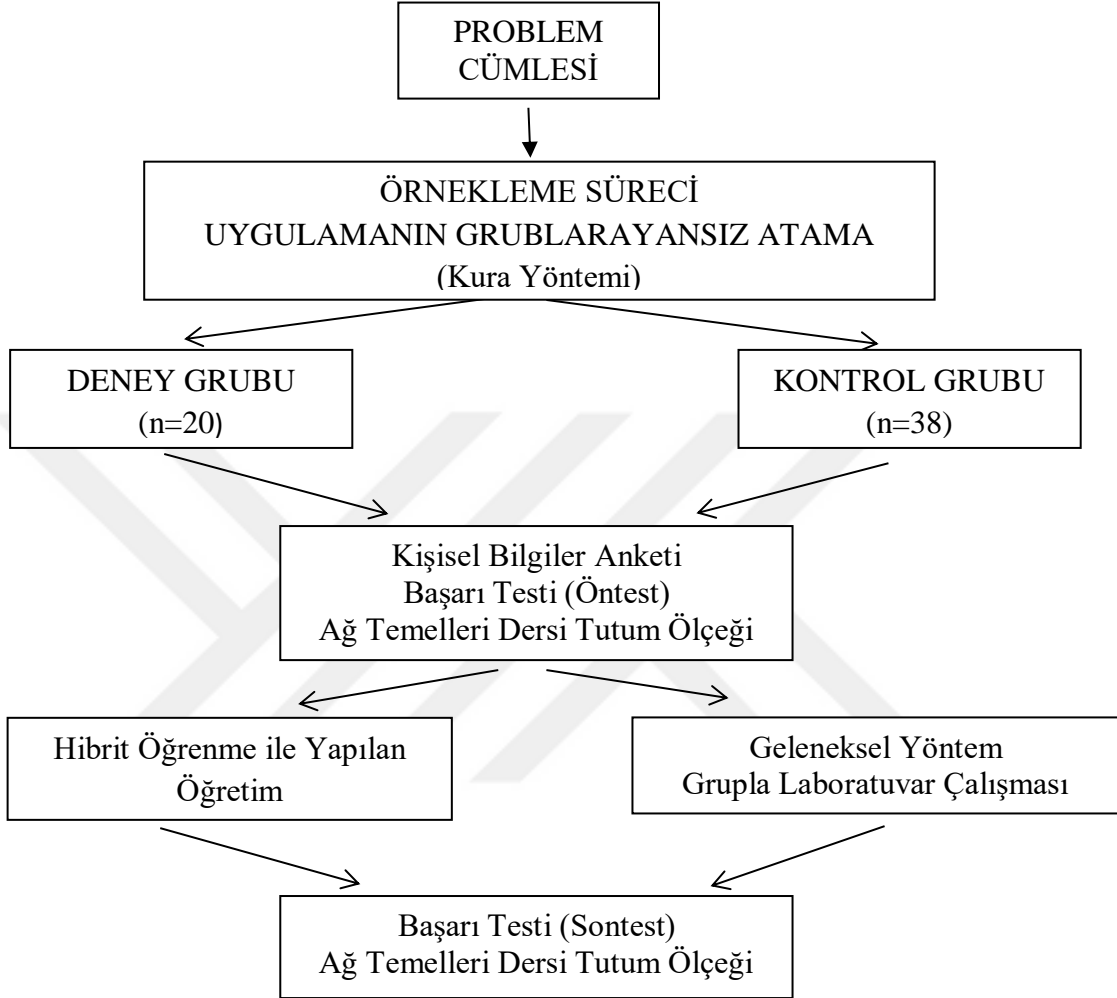 PROBLEM
CÜMLESİ
ÖRNEKLEME SÜRECİ
UYGULAMANIN GRUBLARAYANSIZ ATAMA
(Kura Yöntemi)
DENEY GRUBU
(n=20)
KONTROL GRUBU
(n=38)
Kişisel Bilgiler Anketi
Başarı Testi (Öntest)
Ağ Temelleri Dersi Tutum Ölçeği
Hibrit Öğrenme ile Yapılan
Öğretim
Geleneksel Yöntem
Grupla Laboratuvar Çalışması
Başarı Testi (Sontest)
Ağ Temelleri Dersi Tutum Ölçeği